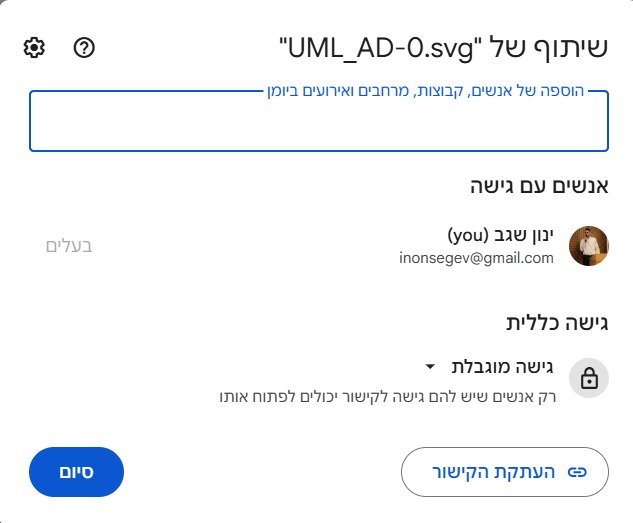 שיתוף של "UML_AD-0.svg"
הוספה של אנשים, קבוצות, מרחבים ואירועים ביומן
אנשים עם גישה
ינון שגב (you)
inonsegev@gmail.com
בעלים
גישה כללית
גישה מוגבלת
רק אנשים שיש להם גישה לקישור יכולים לפתוח אותו
העתקת הקישור
סיום